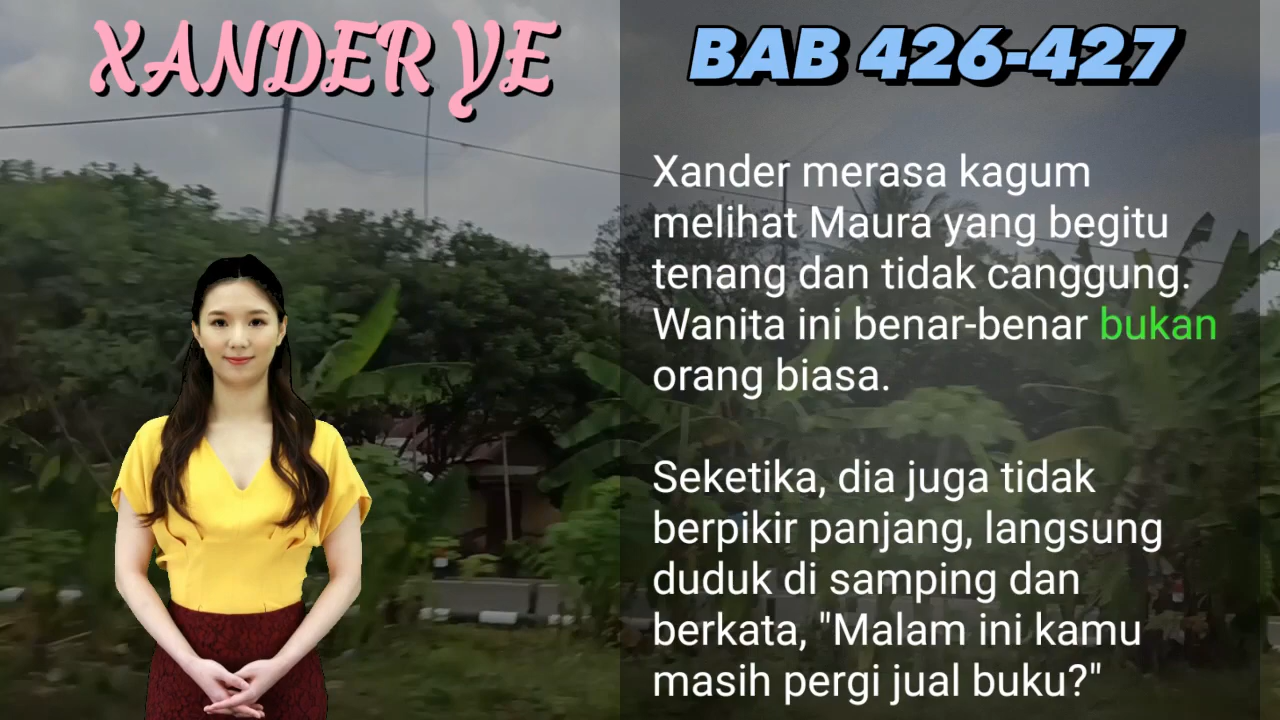 XANDER YE
BAB 426-427
Xander merasa kagum
melihat Maura yang begitu
tenang dan tidak canggung.
Wanita ini benar-benar bukan
orang biasa.
Seketika, dia juga tidak
berpikir panjang, langsung
duduk di samping dan
berkata, "Malam ini kamu
masih pergi jual buku?"